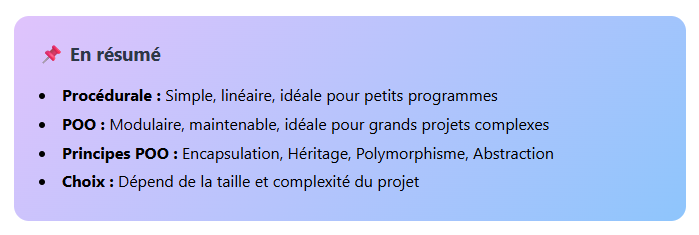 📌 En résumé
• Procédurale : Simple, linéaire, idéale pour petits programmes
• POO : Modulaire, maintenable, idéale pour grands projets complexes
• Principes POO : Encapsulation, Héritage, Polymorphisme, Abstraction
• Choix : Dépend de la taille et complexité du projet